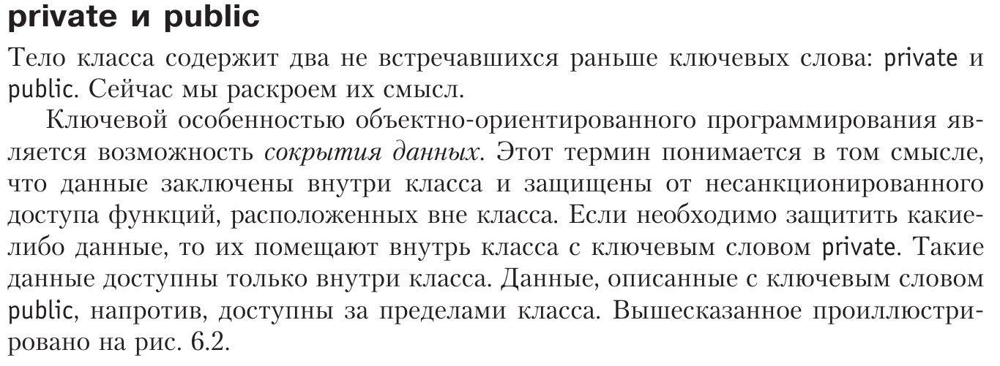 private и public
Тело класса содержит два не встречавшихся раньше ключевых слова: private и
public. Сейчас мы раскроем их смысл.
Ключевой особенностью объектно-ориентированного программирования яв-
ляется возможность сокрытия данных. Этот термин понимается в том смысле,
что данные заключены внутри класса и защищены от несанкционированного
доступа функций, расположенных вне класса. Если необходимо защитить какие-
либо данные, то их помещают внутрь класса с ключевым словом private. Такие
данные доступны только внутри класса. Данные, описанные с ключевым словом
public, напротив, доступны за пределами класса. Вышесказанное проиллюстри-
ровано на рис. 6.2.